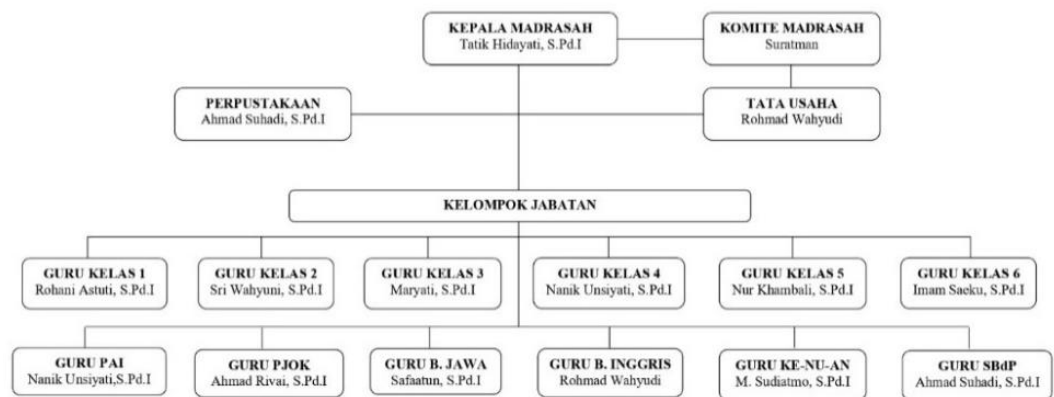 KEPALA MADRASAH
Tatik Hidayati, S.Pd.I
KOMITE MADRASAH
Suratman
PERPUSTAKAAN
Ahmad Suhadi, S.Pd.I
TATA USAHA
Rohmad Wahyudi
KELOMPOK JABATAN
GURU KELAS 1
Rohani Astuti, S.Pd.I
GURU KELAS 2
Sri Wahyuni, S.Pd.I
GURU KELAS 3
Maryati, S.Pd.I
GURU KELAS 4
Nanik Unsiyati, S.Pd.I
GURU KELAS 5
Nur Khambali, S.Pd.I
GURU KELAS 6
Imam Saeku, S.Pd.I
GURU PAI
Nanik Unsiyati,S.Pd.I
GURU PJOK
Ahmad Rivai, S.Pd.I
GURU B. JAWA
Safaatun, S.Pd.I
GURU B. INGGRIS
Rohmad Wahyudi
GURU KE-NU-AN
M. Sudiatmo, S.Pd.I
GURU SBdP
Ahmad Suhadi, S.Pd.I